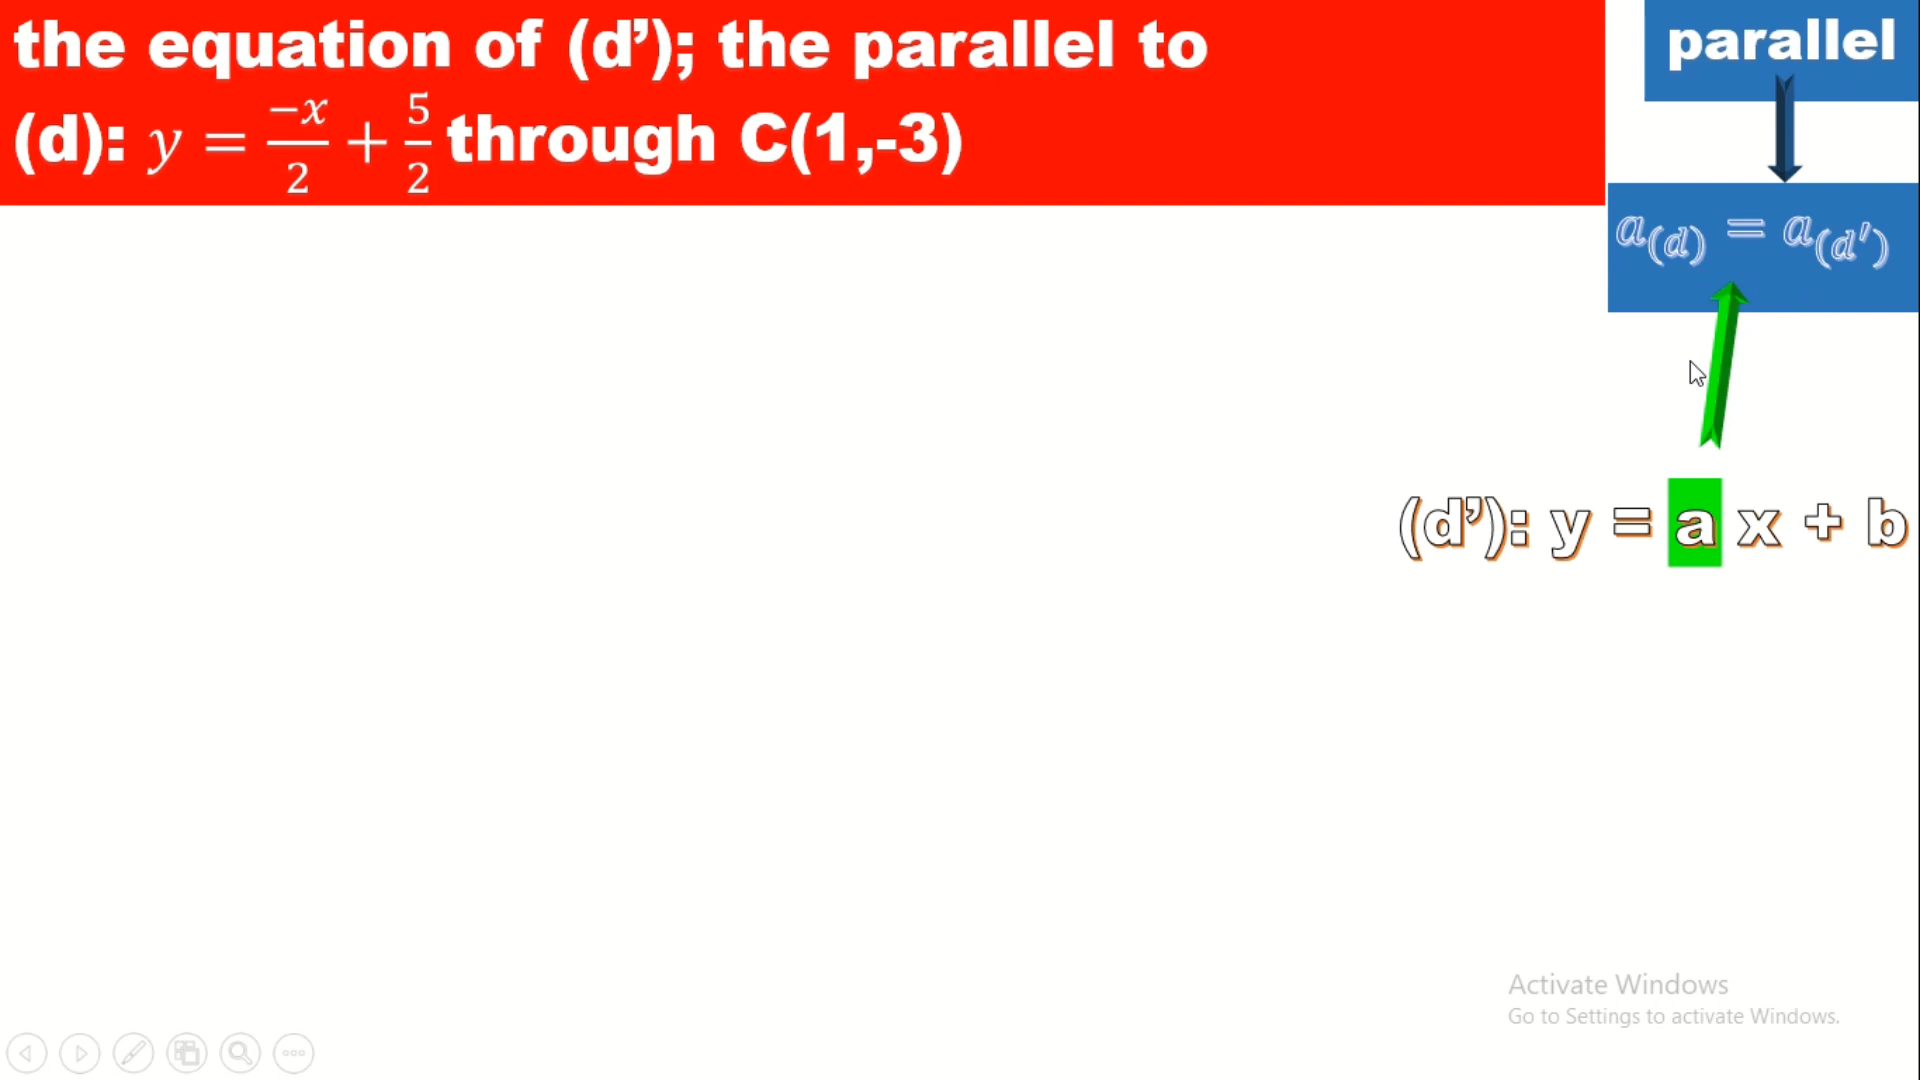 the equation of (d’); the parallel to
(d): y = -x/2 + 5/2 through C(1,-3)
parallel
a(d) = a(d′)
(d’): y = a x + b
Activate Windows
Go to Settings to activate Windows.